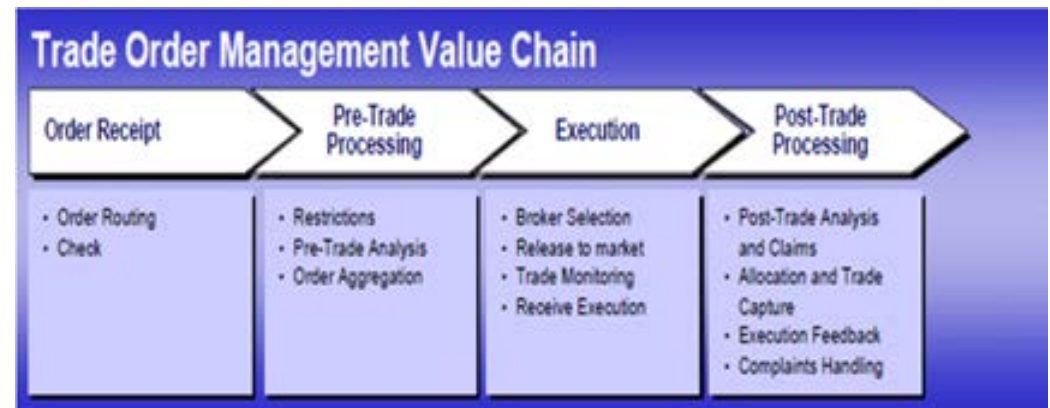 Trade Order Management Value Chain
Order Receipt
Pre-Trade
Processing
Execution
Post-Trade
Processing
• Order Routing
• Check
• Restrictions
• Pre-Trade Analysis
• Order Aggregation
• Broker Selection
• Release to market
• Trade Monitoring
• Receive Execution
• Post-Trade Analysis
and Claims
• Allocation and Trade
Capture
• Execution Feedback
• Complaints Handling